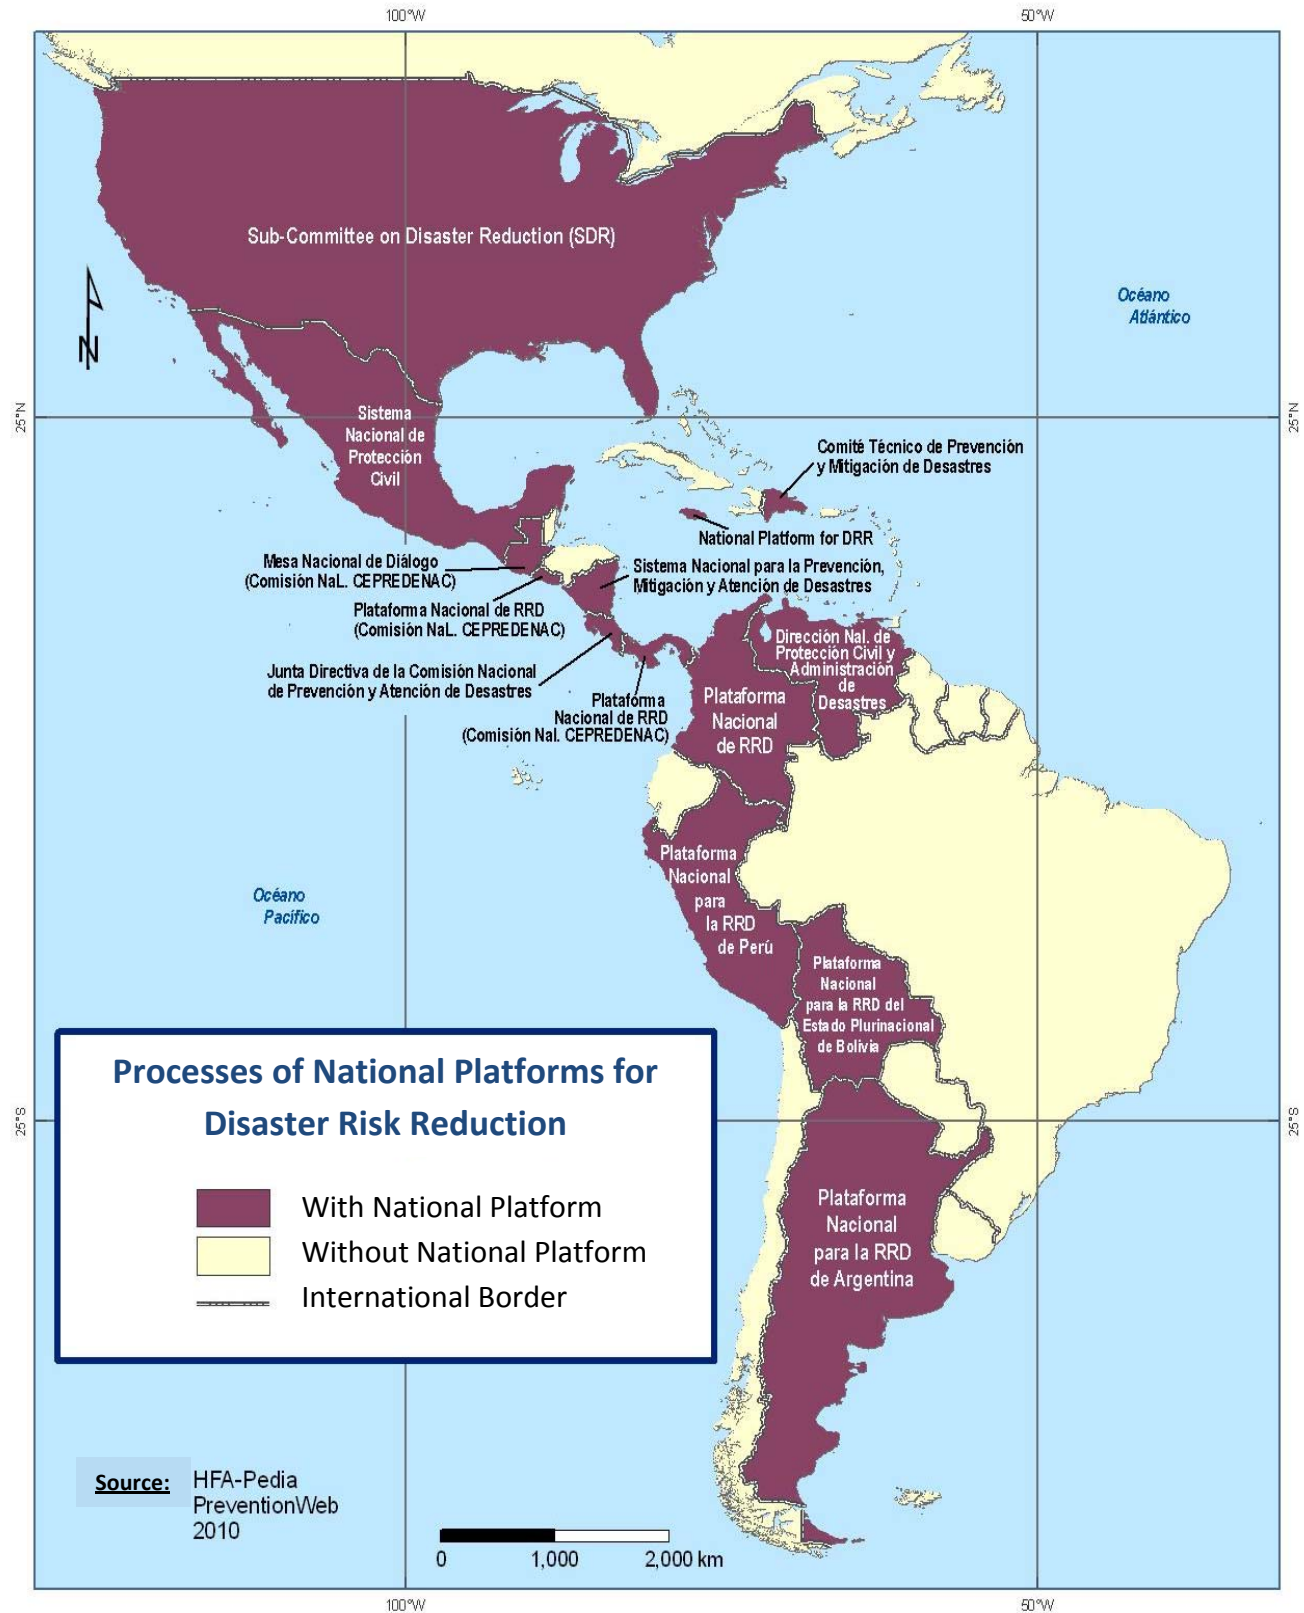 100°W
50°W
Sub-Committee on Disaster Reduction (SDR)
Océano
Atlántico
N
25°N
25°N
Sistema
Nacional de
Protección
Civil
Comité Técnico de Prevención
y Mitigación de Desastres
National Platform for DRR
Mesa Nacional de Diálogo
(Comisión NaL. CEPREDENAC)
Sistema Nacional para la Prevención,
Mitigación y Atención de Desastres
Plataforma Nacional de RRD
(Comisión NaL. CEPREDENAC)
Junta Directiva de la Comisión Nacional
de Prevención y Atención de Desastres
Plataforma
Nacional de RRD
(Comisión Nal. CEPREDENAC)
Dirección Nal. de
Protección Civil y
Administración
de
Desastres
Plataforma
Nacional
de RRD
Plataforma
Nacional
para
la RRD
de Perú
Océano
Pacífico
Plataforma
Nacional
para la RRD del
Estado Plurinacional
de Bolivia
25°S
25°S
Processes of National Platforms for
Disaster Risk Reduction
With National Platform
Without National Platform
International Border
Plataforma
Nacional
para la RRD
de Argentina
Source: HFA-Pedia
PreventionWeb
2010
0 1,000 2,000 km
100°W
50°W